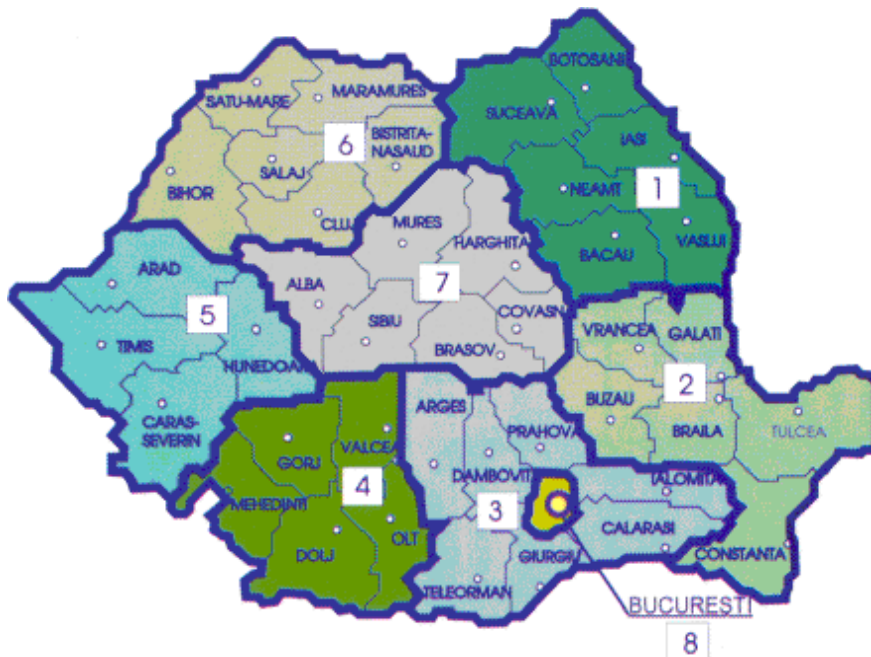 BOTOSANI
SATU-MARE
MARAMURES
SUCEAVA
BISTRITA-
NASAUD
IASI
6
SALAJ
BIHOR
NEAMT
1
CLUJ
MURES
VASLUI
HARGHITA
BACAU
ARAD
7
ALBA
5
COVASN
SIBIU
VRANCEA
GALATI
TIMIS
BRASOV
HUNEDOARA
2
ARGES
BUZAU
CARAS-
SEVERIN
PRAHOVA
VALCEA
BRAILA
TULCEA
GORJ
DAMBOVIT
4
IALOMITA
MEHEDINTI
3
CALARASI
OLT
DOLJ
GIURGIU
CONSTANTA
TELEORMAN
BUCURESTI
8